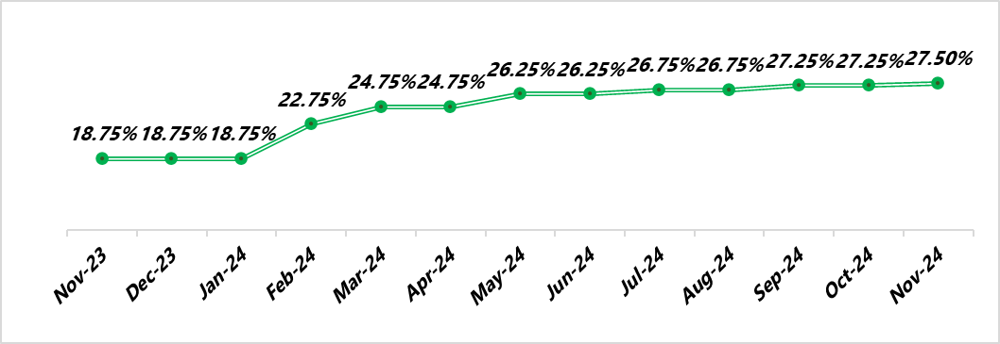 18.75%
18.75%
18.75%
22.75%
24.75%
24.75%
26.25%
26.25%
26.75%
26.75%
27.25%
27.25%
27.50%
Nov-23
Dec-23
Jan-24
Feb-24
Mar-24
Apr-24
May-24
Jun-24
Jul-24
Aug-24
Sep-24
Oct-24
Nov-24